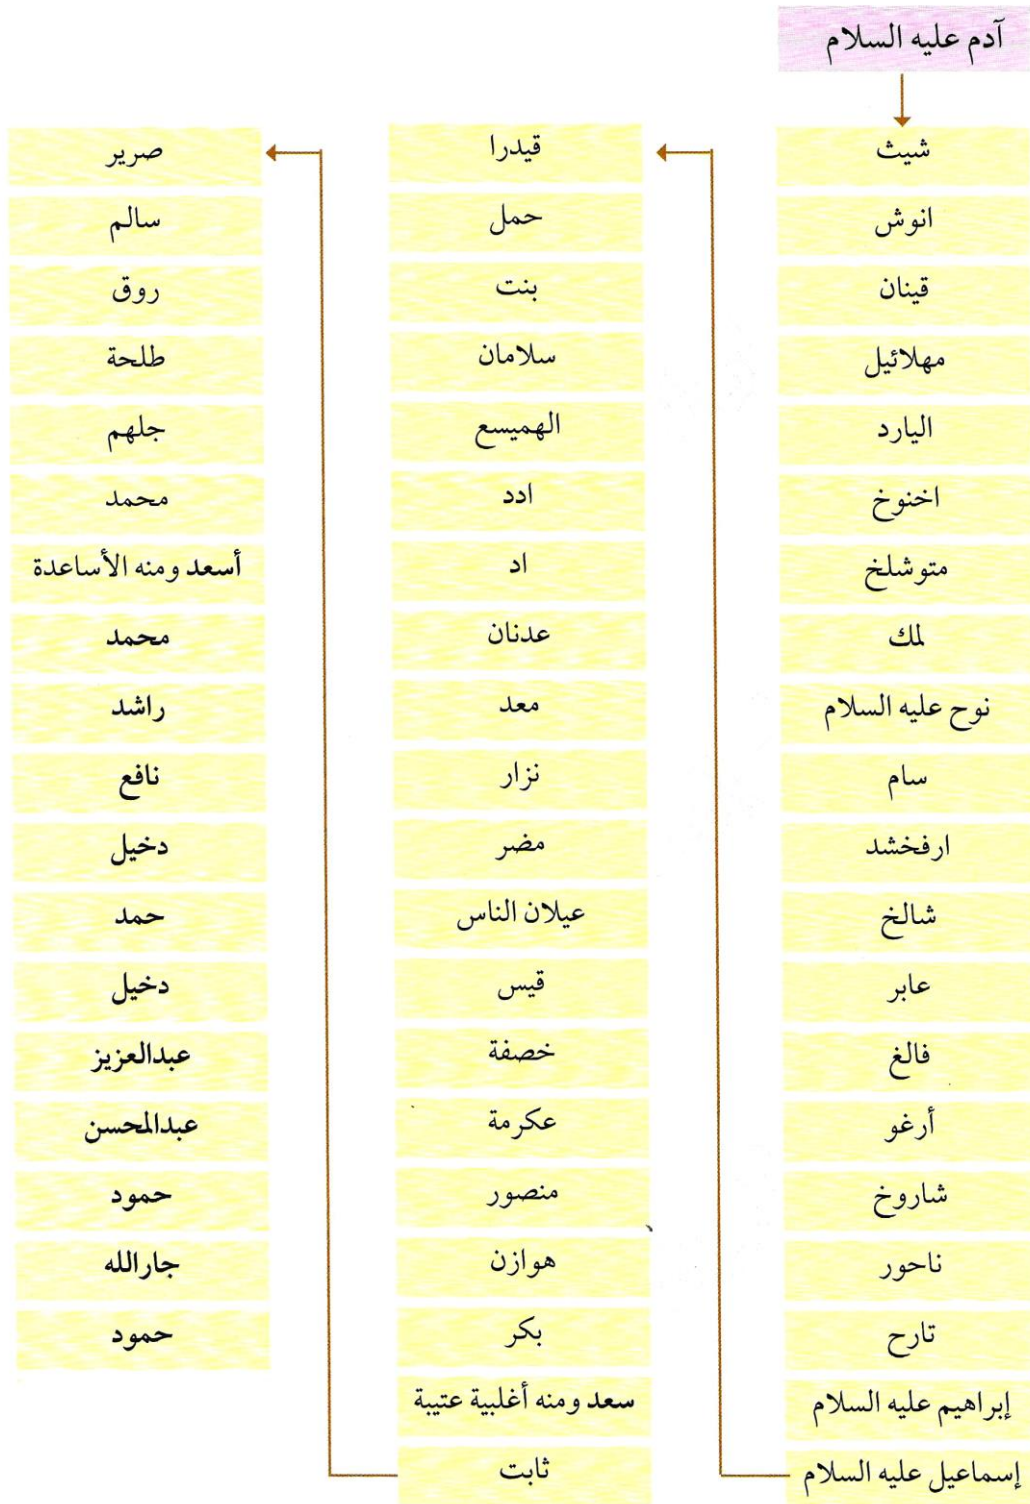 آدم عليه السلام
شيث
انوش
قينان
مهلائيل
اليارد
اخنوخ
متوشلخ
لمك
نوح عليه السلام
سام
ارفخشد
شالخ
عابر
فالغ
أرغو
شاروخ
ناحور
تارح
إبراهيم عليه السلام
إسماعيل عليه السلام
قيدرا
حمل
بنت
سلامان
الهميسع
ادد
اد
عدنان
معد
نزار
مضر
عيلان الناس
قيس
خصفة
عكرمة
منصور
هوازن
بكر
سعد ومنه أغلبية عتيبة
ثابت
صرير
سالم
روق
طلحة
جلهم
محمد
أسعد ومنه الأساعدة
محمد
راشد
نافع
دخيل
حمد
دخيل
عبدالعزيز
عبدالمحسن
حمود
جارالله
حمود